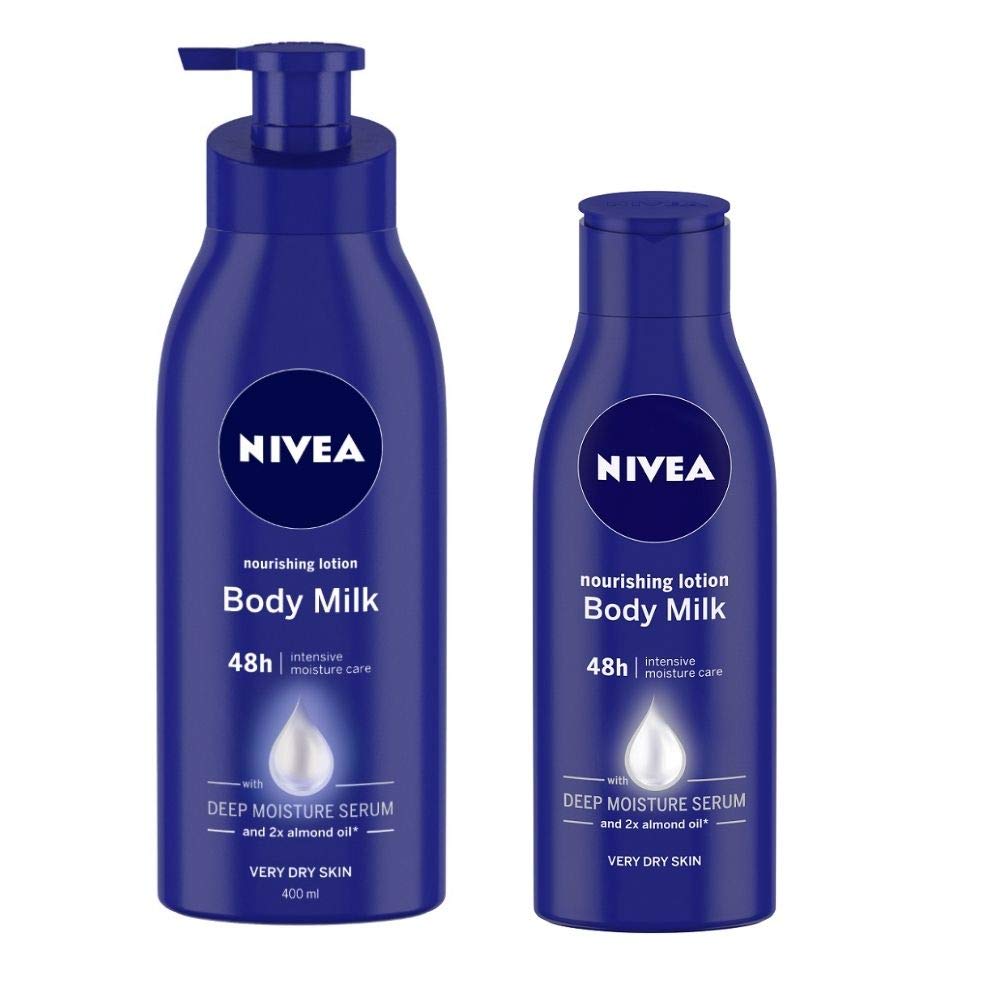 NIVEA
nourishing lotion
Body Milk
48h | intensive
moisture care
with
DEEP MOISTURE SERUM
and 2x almond oil*
VERY DRY SKIN
400 ml
NIVEA
NIVEA
nourishing lotion
Body Milk
48h | intensive
moisture care
with
DEEP MOISTURE SERUM
and 2x almond oil*
VERY DRY SKIN